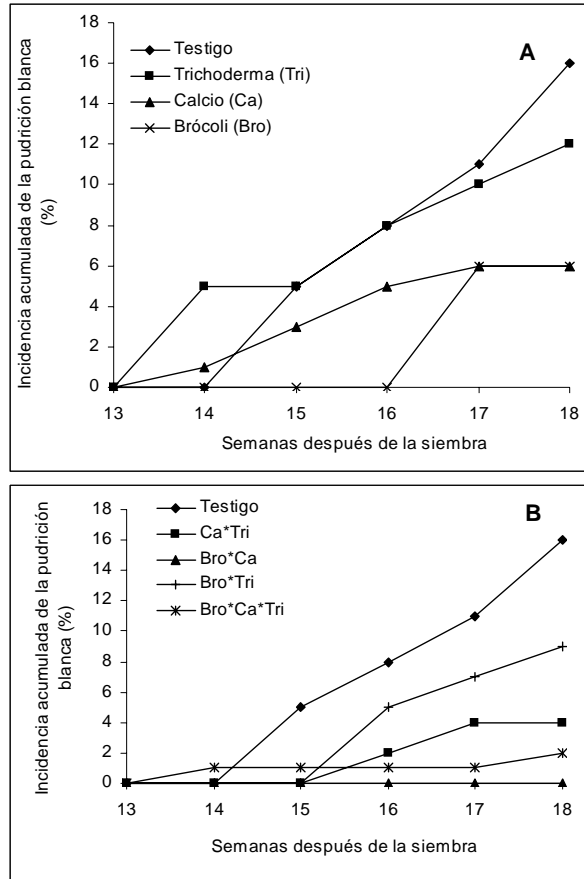 Incidencia acumulada de la pudrición blanca
(%)
18
16
14
12
10
8
6
4
2
0
Testigo
Trichoderma (Tri)
Calcio (Ca)
Brócoli (Bro)
A
13 14 15 16 17 18
Semanas después de la siembra
Incidencia acumulada de la pudrición
blanca (%)
18
16
14
12
10
8
6
4
2
0
Testigo
Ca*Tri
Bro*Ca
Bro*Tri
Bro*Ca*Tri
B
13 14 15 16 17 18
Semanas después de la siembra